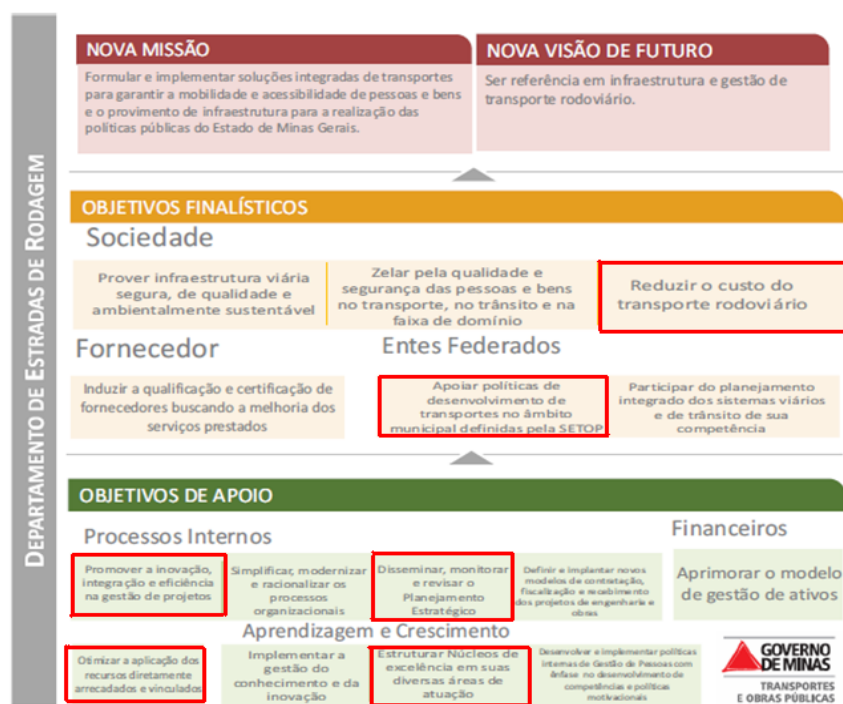 DEPARTAMENTO DE ESTRADAS DE RODAGEM
NOVA MISSÃO
Formular e implementar soluções integradas de transportes
para garantir a mobilidade e acessibilidade de pessoas e bens
e o provimento de infraestrutura para a realização das
políticas públicas do Estado de Minas Gerais.
NOVA VISÃO DE FUTURO
Ser referência em infraestrutura e gestão de
transporte rodoviário.
OBJETIVOS FINALÍSTICOS
Sociedade
Prover infraestrutura viária
segura, de qualidade e
ambientalmente sustentável
Zelar pela qualidade e
segurança das pessoas e bens
no transporte, no trânsito e na
faixa de domínio
Reduzir o custo do
transporte rodoviário
Fornecedor
Induzir a qualificação e certificação de
fornecedores buscando a melhoria dos
serviços prestados
Entes Federados
Apoiar políticas de
desenvolvimento de
transportes no âmbito
municipal definidas pela SETOP
Participar do planejamento
integrado dos sistemas viários
e de trânsito de sua
competência
OBJETIVOS DE APOIO
Processos Internos
Promover a inovação,
integração e eficiência
na gestão de projetos
Simplificar, modernizar
e racionalizar os
processos
organizacionais
Disseminar, monitorar
e revisar o
Planejamento
Estratégico
Definir e implantar novos
modelos de contratação,
fiscalização e recebimento
dos projetos de engenharia e
obras
Financeiros
Aprimorar o modelo
de gestão de ativos
Otimizar a aplicação dos
recursos diretamente
arrecadados e vinculados
Aprendizagem e Crescimento
Implementar a
gestão do
conhecimento e da
inovação
Estruturar Núcleos de
excelência em suas
diversas áreas de
atuação
Desenvolver e implementar políticas
internas de Gestão de Pessoas com
ênfase no desenvolvimento de
competências e políticas
motivacionais
GOVERNO
DE MINAS
TRANSPORTES
E OBRAS PÚBLICAS